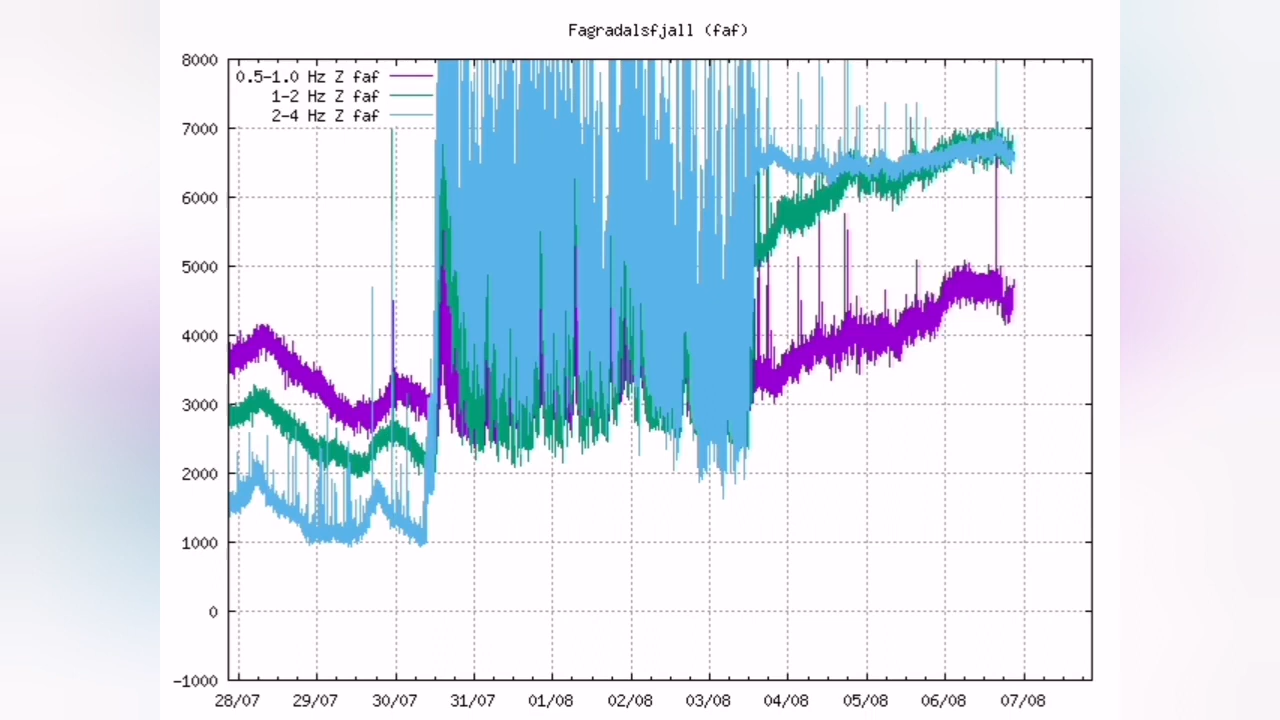 Fagradalsfjall (faf)
8000
0.5-1.0 Hz Z faf
1-2 Hz Z faf
2-4 Hz Z faf
7000
6000
5000
4000
3000
2000
1000
0
-1000
28/07 29/07 30/07 31/07 01/08 02/08 03/08 04/08 05/08 06/08 07/08